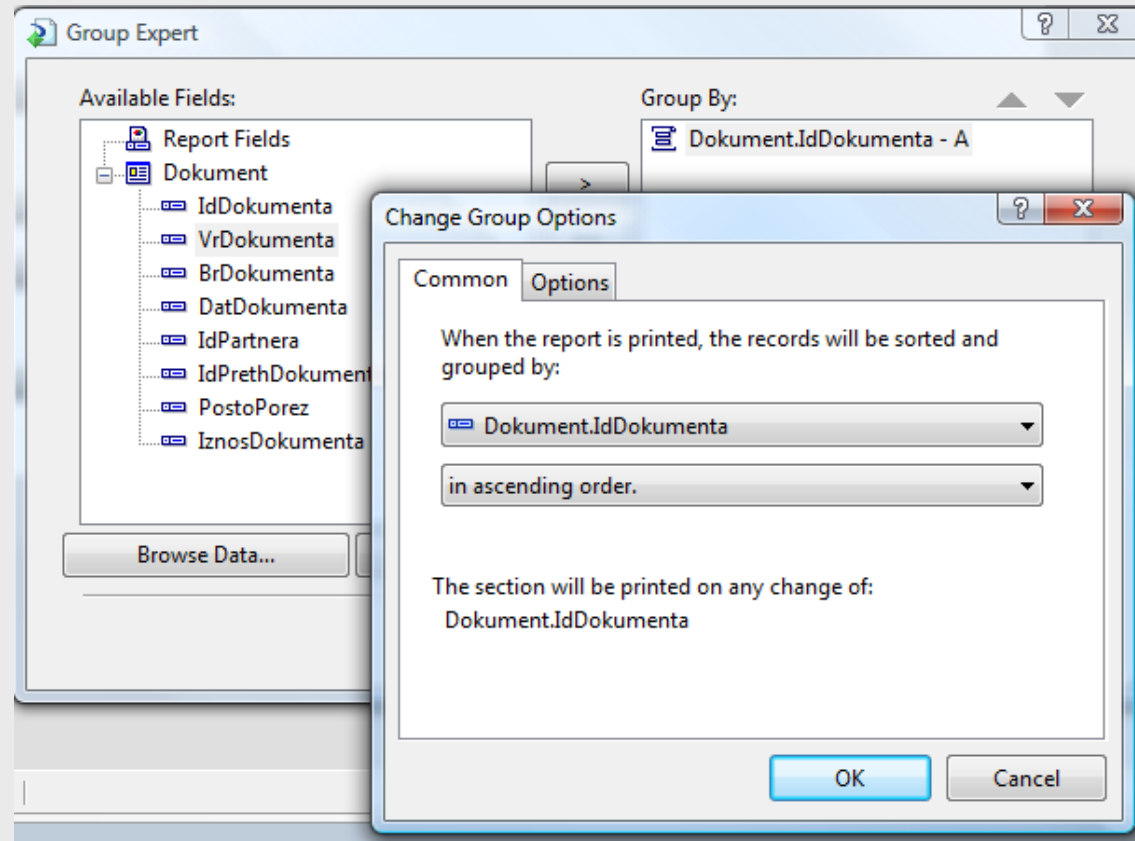 Group Expert
Available Fields:
Group By:
Report Fields
Dokument
IdDokumenta
VrDokumenta
BrDokumenta
DatDokumenta
IdPartnera
IdPrethDokument
PostoPorez
IznosDokumenta
>
Dokument.IdDokumenta - A
Browse Data...
Change Group Options
Common
Options
When the report is printed, the records will be sorted and
grouped by:
Dokument.IdDokumenta
in ascending order.
The section will be printed on any change of:
Dokument.IdDokumenta
OK
Cancel